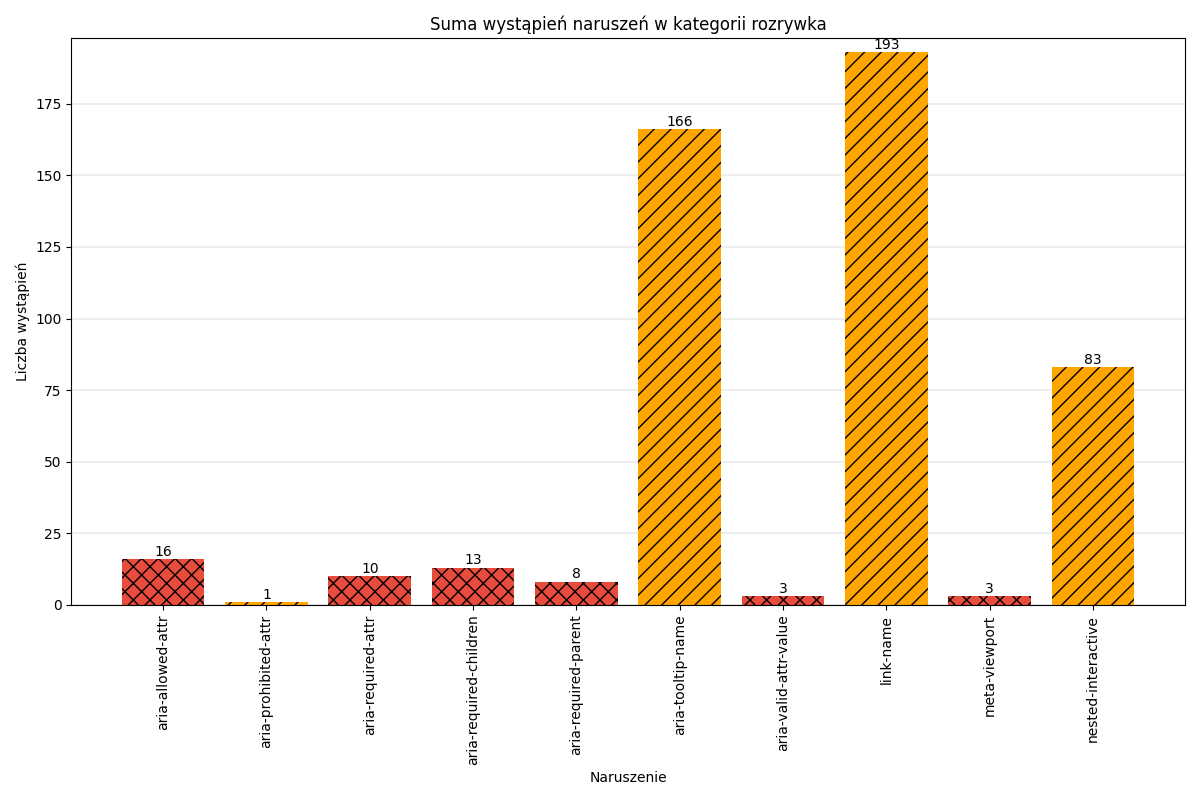 Suma wystąpień naruszeń w kategorii rozrywka
Liczba wystąpień
175
150
125
100
75
50
25
0
16
1
10
13
8
166
3
193
3
83
aria-allowed-attr
aria-prohibited-attr
aria-required-attr
aria-required-children
aria-required-parent
aria-tooltip-name
aria-valid-attr-value
link-name
meta-viewport
nested-interactive
Naruszenie